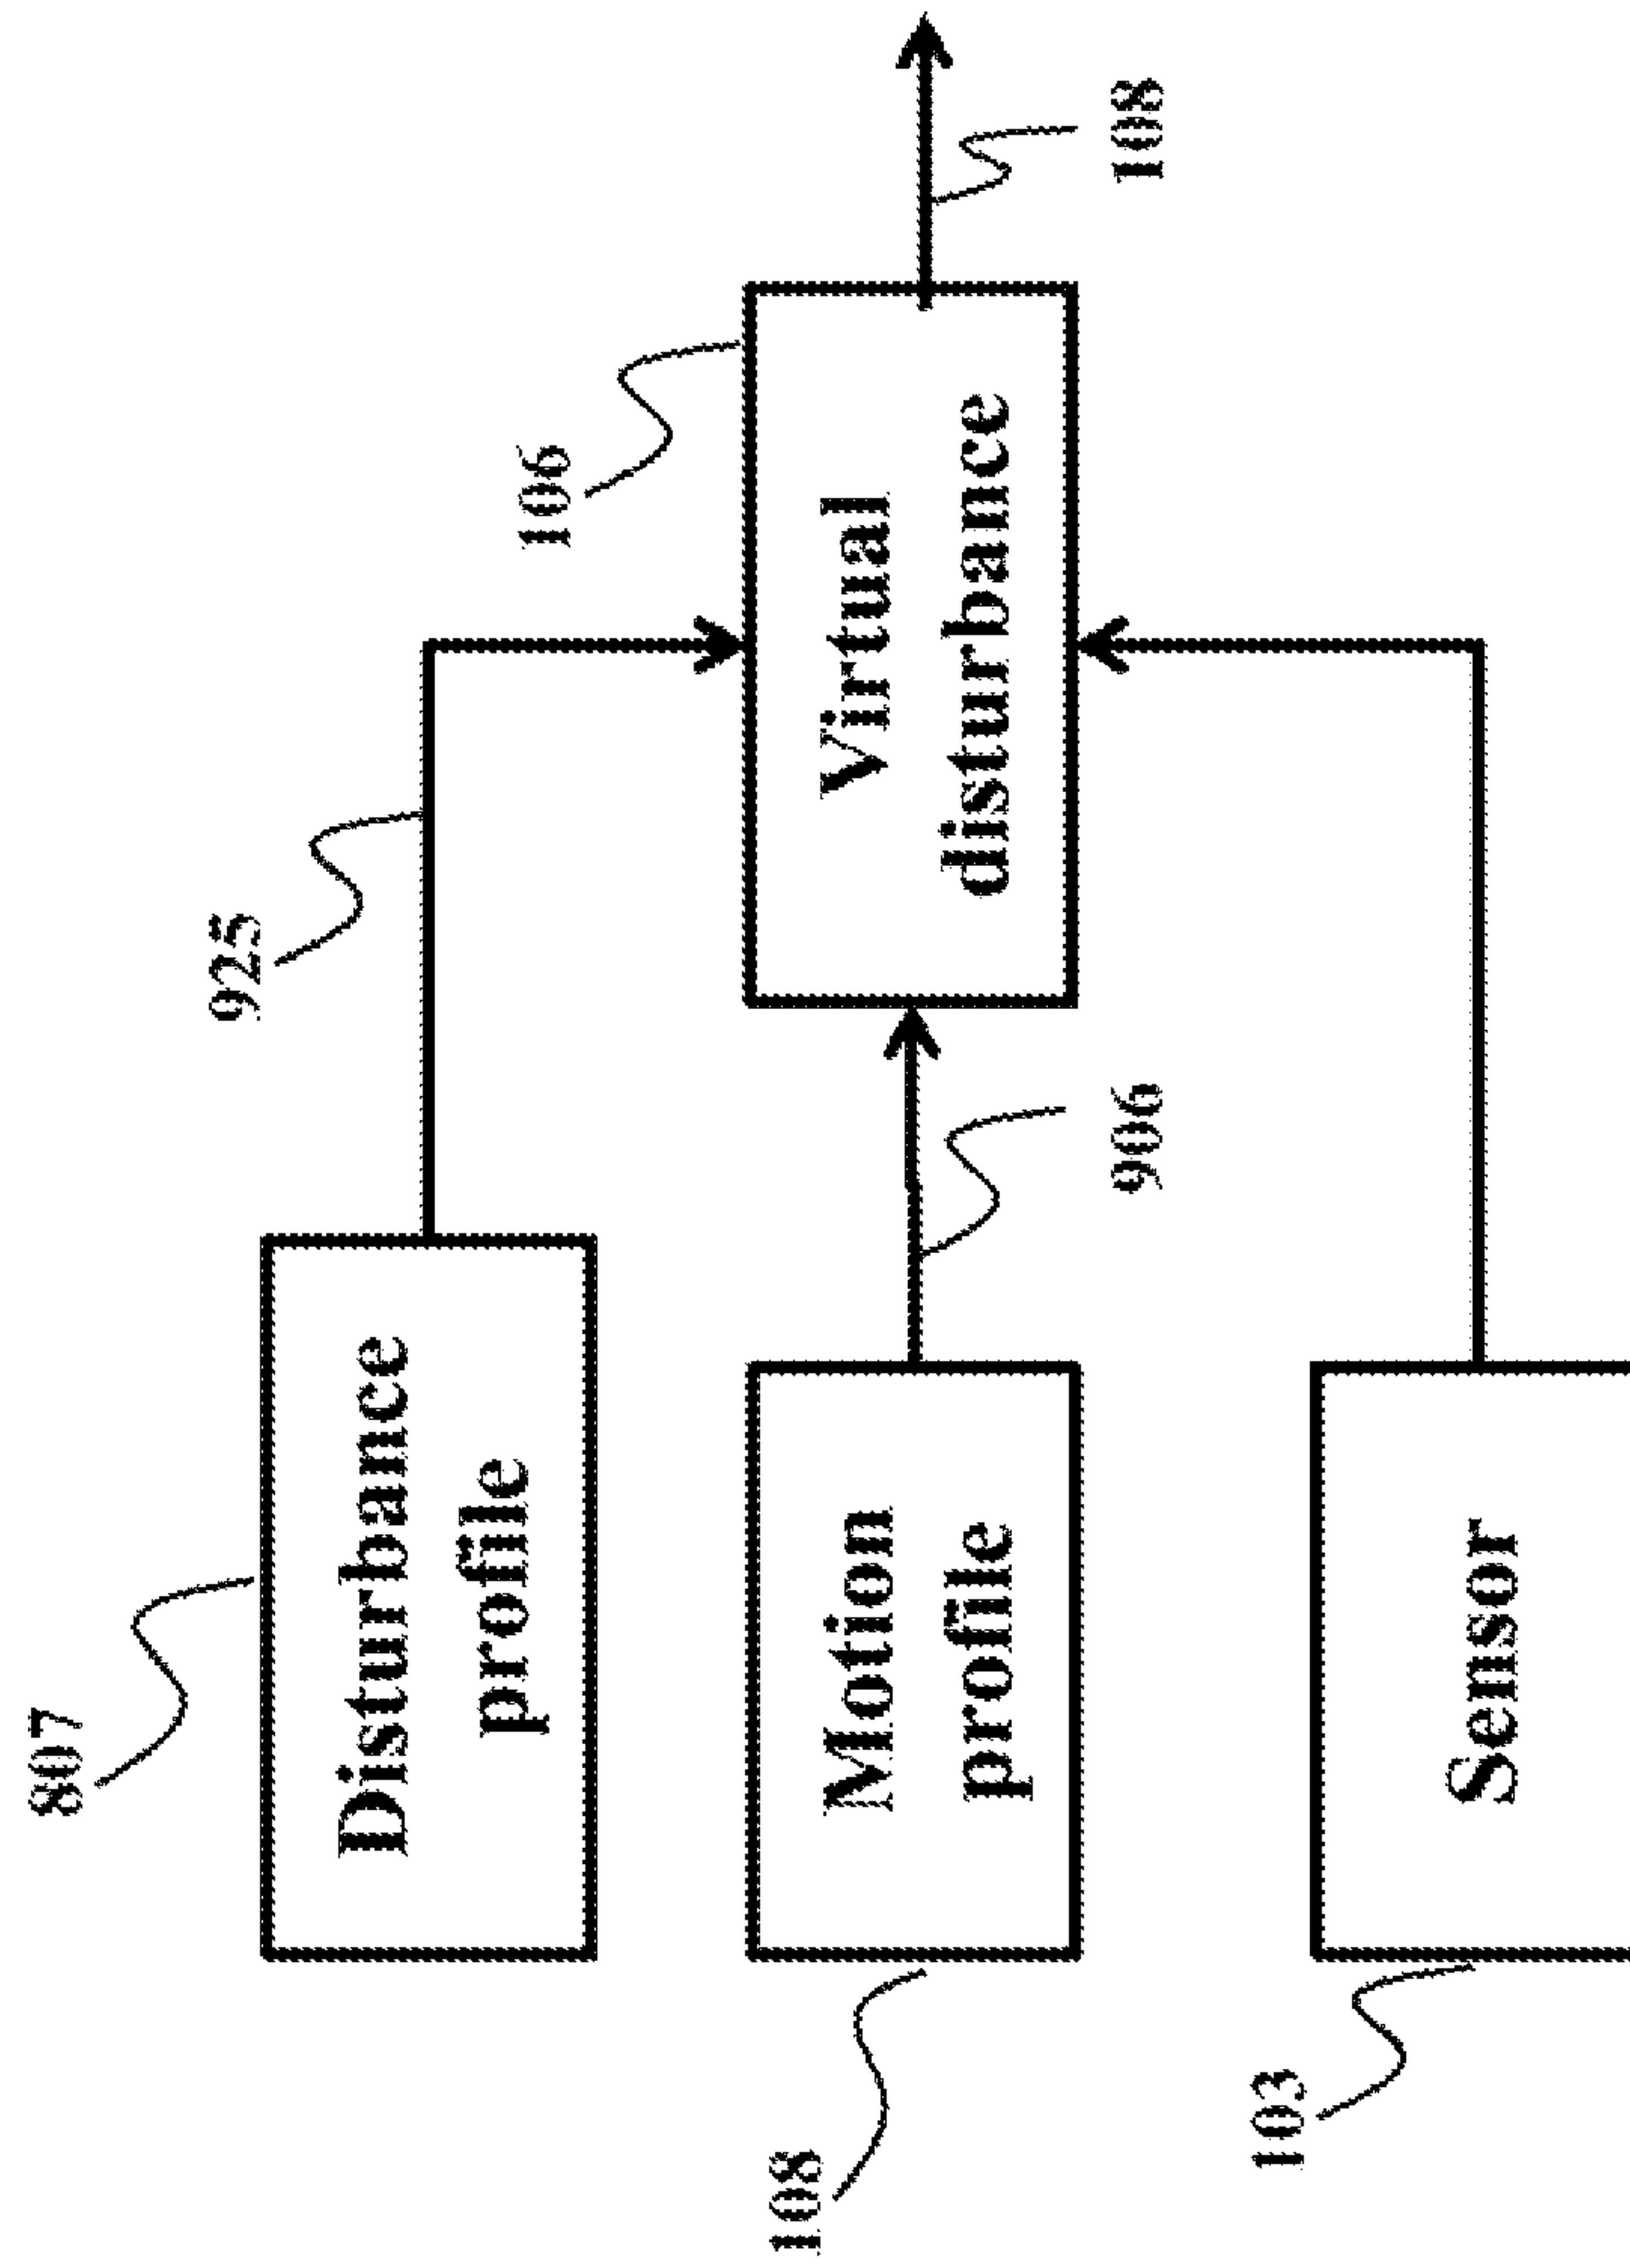 807
925
Disturbance
profile
106
108
Motion
profile
Virtual
disturbance
906
108
103
Sensor